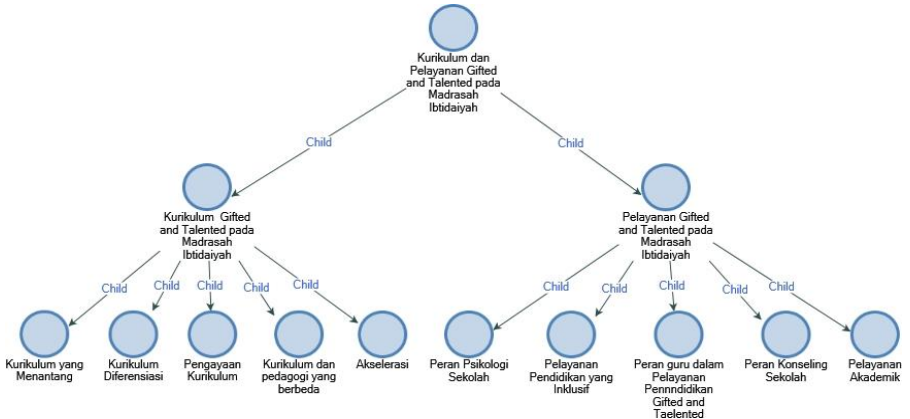 Kurikulum dan
Pelayanan Gifted
and Talented pada
Madrasah
Ibtidaiyah
Child
Child
Kurikulum Gifted
and Talented pada
Madrasah
Ibtidaiyah
Pelayanan Gifted
and Talented pada
Madrasah
Ibtidaiyah
Child
Child
Child
Child
Child
Child
Child
Child
Child
Child
Kurikulum yang
Menantang
Kurikulum
Diferensiasi
Pengayaan
Kurikulum
Kurikulum dan
pedagogi yang
berbeda
Akselerasi
Peran Psikologi
Sekolah
Pelayanan
Pendidikan yang
Inklusif
Peran guru dalam
Pelayanan
Pennndidikan
Gifted and
Taelented
Peran Konseling
Sekolah
Pelayanan
Akademik